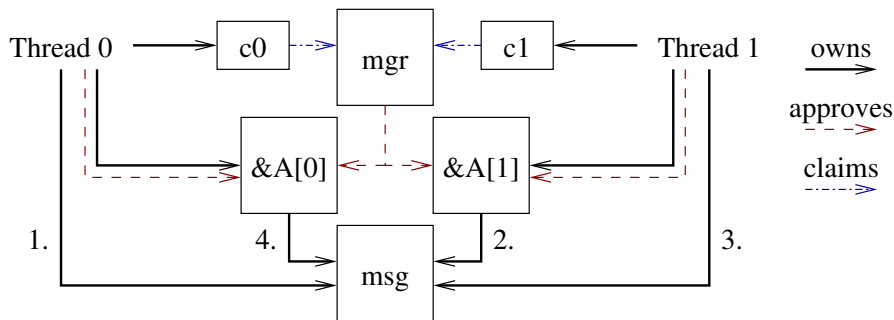 Thread 0 c0 mgr c1 Thread 1 owns
approves
&A[0] &A[1] claims
1. 4. 2. 3.
msg